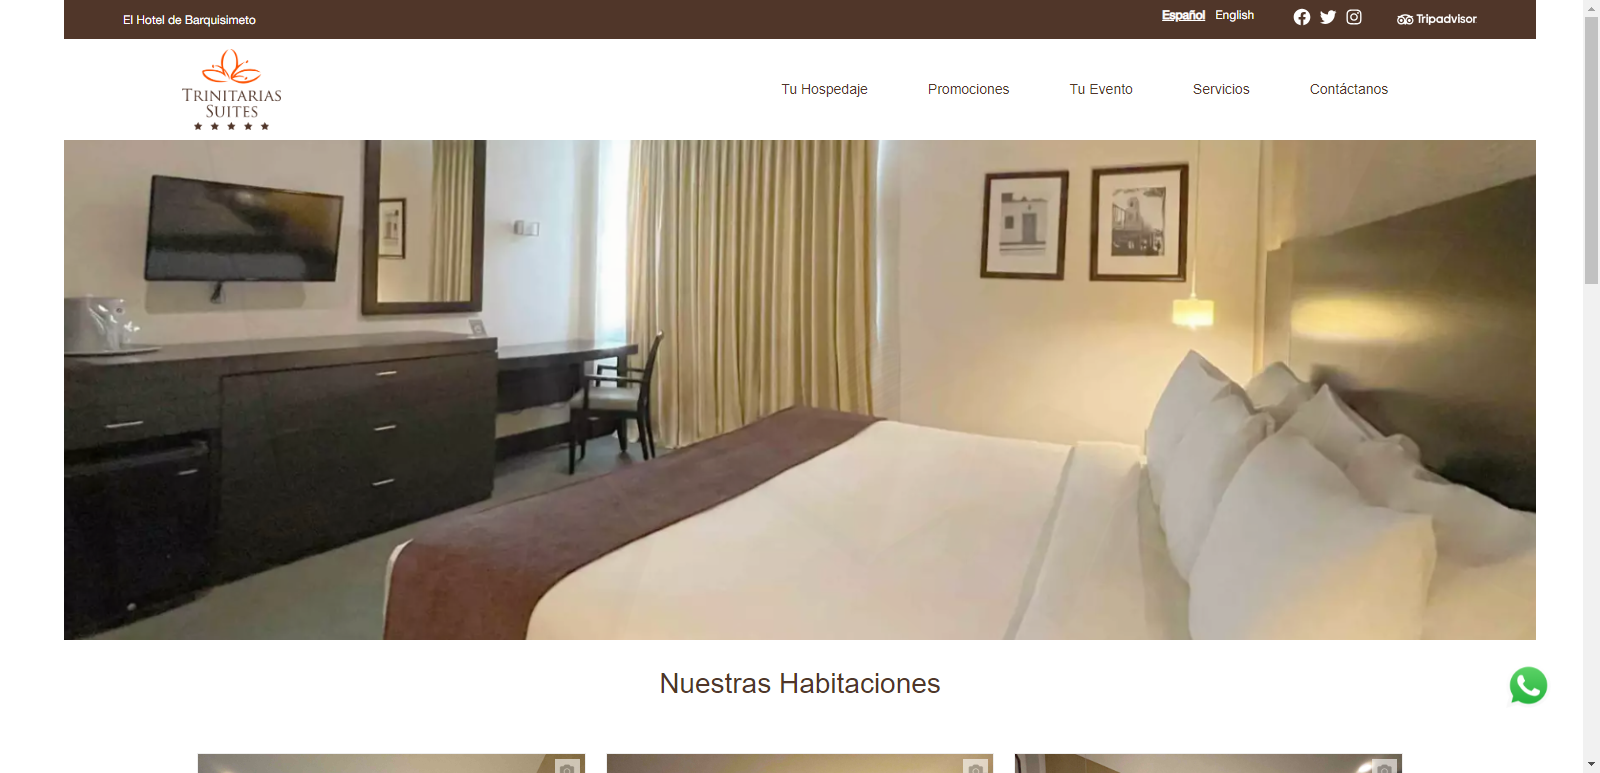 El Hotel de Barquisimeto
Español English
Tripadvisor
TRINITARIAS
SUITES
Tu Hospedaje
Promociones
Tu Evento
Servicios
Contáctanos
Nuestras Habitaciones